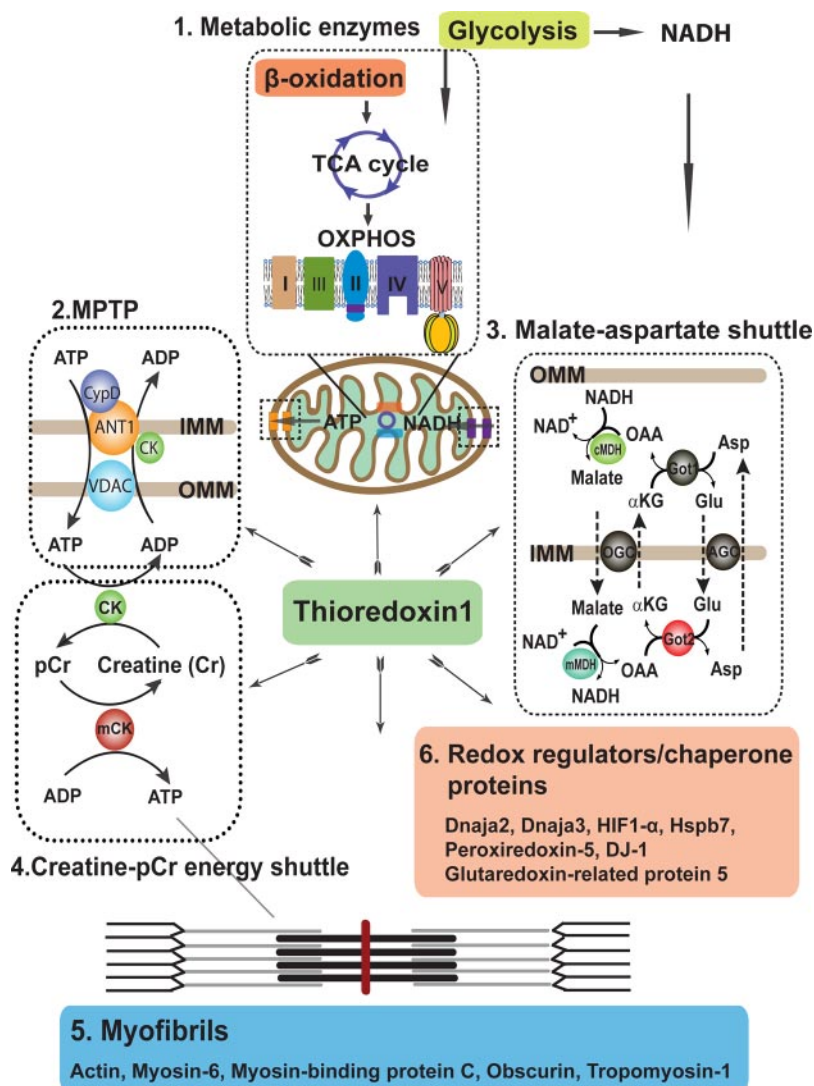 1. Metabolic enzymes
Glycolysis
NADH
β-oxidation
TCA cycle
OXPHOS
I
III
II
IV
V
2.MPTP
ATP
ADP
CypD
ANT1
IMM
CK
VDAC
OMM
ATP
ADP
ATP
NADH
3. Malate-aspartate shuttle
OMM
NADH
NAD+
OAA
cMDH
Malate
Asp
Got1
αKG
Glu
IMM
OGC
AGC
Malate
αKG
Glu
NAD+
mMDH
NADH
OAA
Got2
Asp
Thioredoxin1
CK
pCr
Creatine (Cr)
mCK
ADP
ATP
4.Creatine-pCr energy shuttle
6. Redox regulators/chaperone
proteins
Dnaja2, Dnaja3, HIF1-α, Hspb7,
Peroxiredoxin-5, DJ-1
Glutaredoxin-related protein 5
5. Myofibrils
Actin, Myosin-6, Myosin-binding protein C, Obscurin, Tropomyosin-1